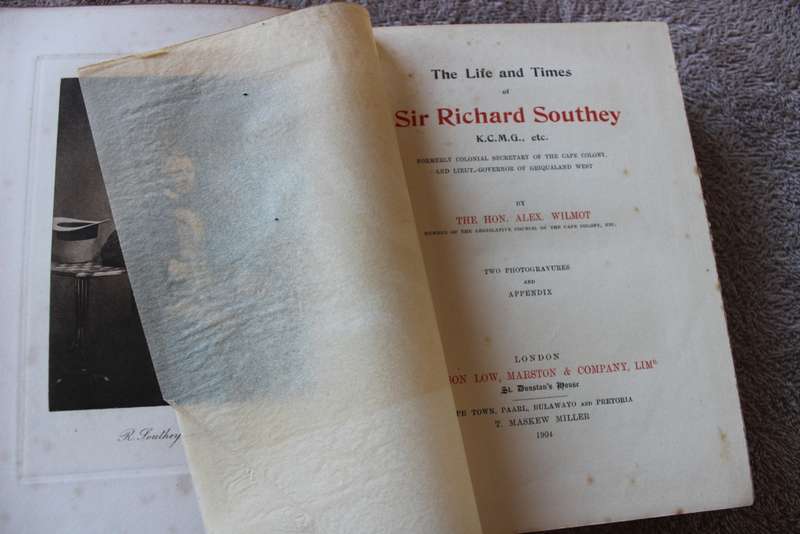 R. Southey
The Life and Times
of
Sir Richard Southey
K.C.M.G., etc.
FORMERLY COLONIAL SECRETARY OF THE CAPE COLONY,
AND LIEUT.-GOVERNOR OF GRIQUALAND WEST
BY
THE HON. ALEX. WILMOT
MEMBER OF THE LEGISLATIVE COUNCIL OF THE CAPE COLONY, ETC.
TWO PHOTOGRAVURES
AND
APPENDIX
LONDON
SON LOW, MARSTON & COMPANY, LIMD
St. Dunstan's House
PE TOWN, PAARL, BULAWAYO AND PRETORIA
T. MASKEW MILLER
1904